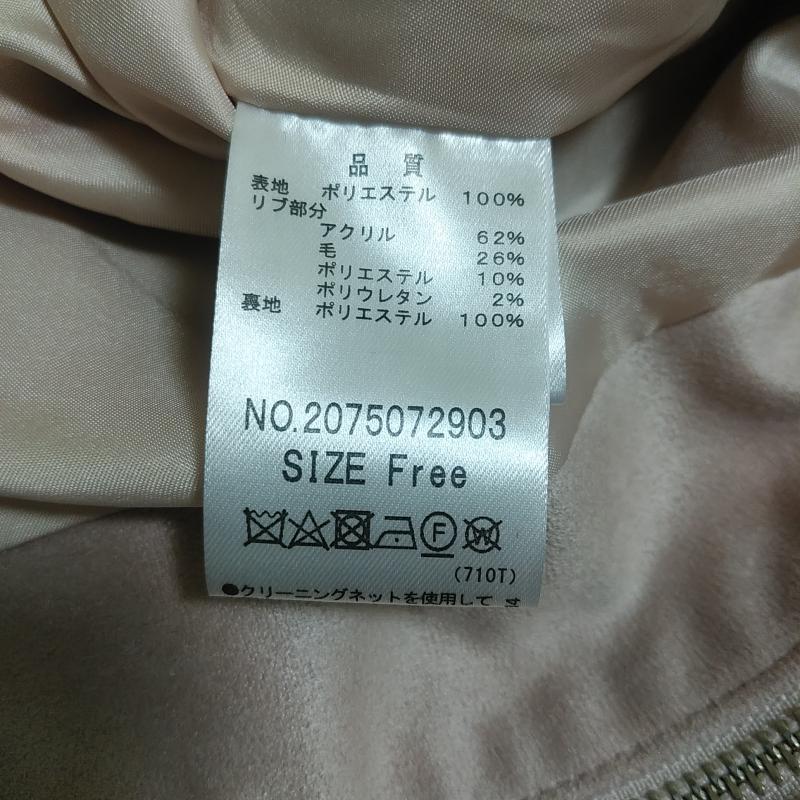 品 質
表地 ポリエステル 100%
リブ部分
アクリル 62%
毛 26%
ポリエステル 10%
ポリウレタン 2%
裏地 ポリエステル 100%
NO.2075072903
SIZE Free
F W
(710T)
●クリーニングネットを使用して